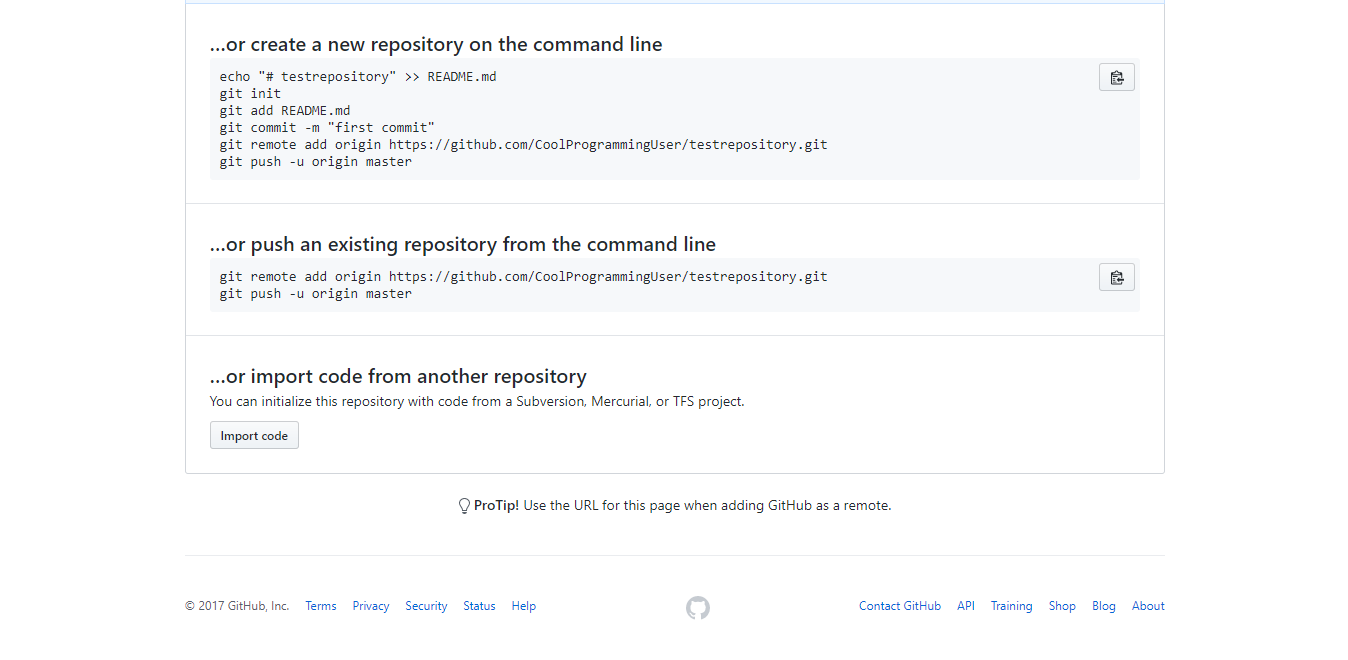 ...or create a new repository on the command line
echo "# testrepository" >> README.md
git init
git add README.md
git commit -m "first commit"
git remote add origin https://github.com/CoolProgrammingUser/testrepository.git
git push -u origin master
...or push an existing repository from the command line
git remote add origin https://github.com/CoolProgrammingUser/testrepository.git
git push -u origin master
...or import code from another repository
You can initialize this repository with code from a Subversion, Mercurial, or TFS project.
Import code
ProTip! Use the URL for this page when adding GitHub as a remote.
© 2017 GitHub, Inc. Terms Privacy Security Status Help Contact GitHub API Training Shop Blog About